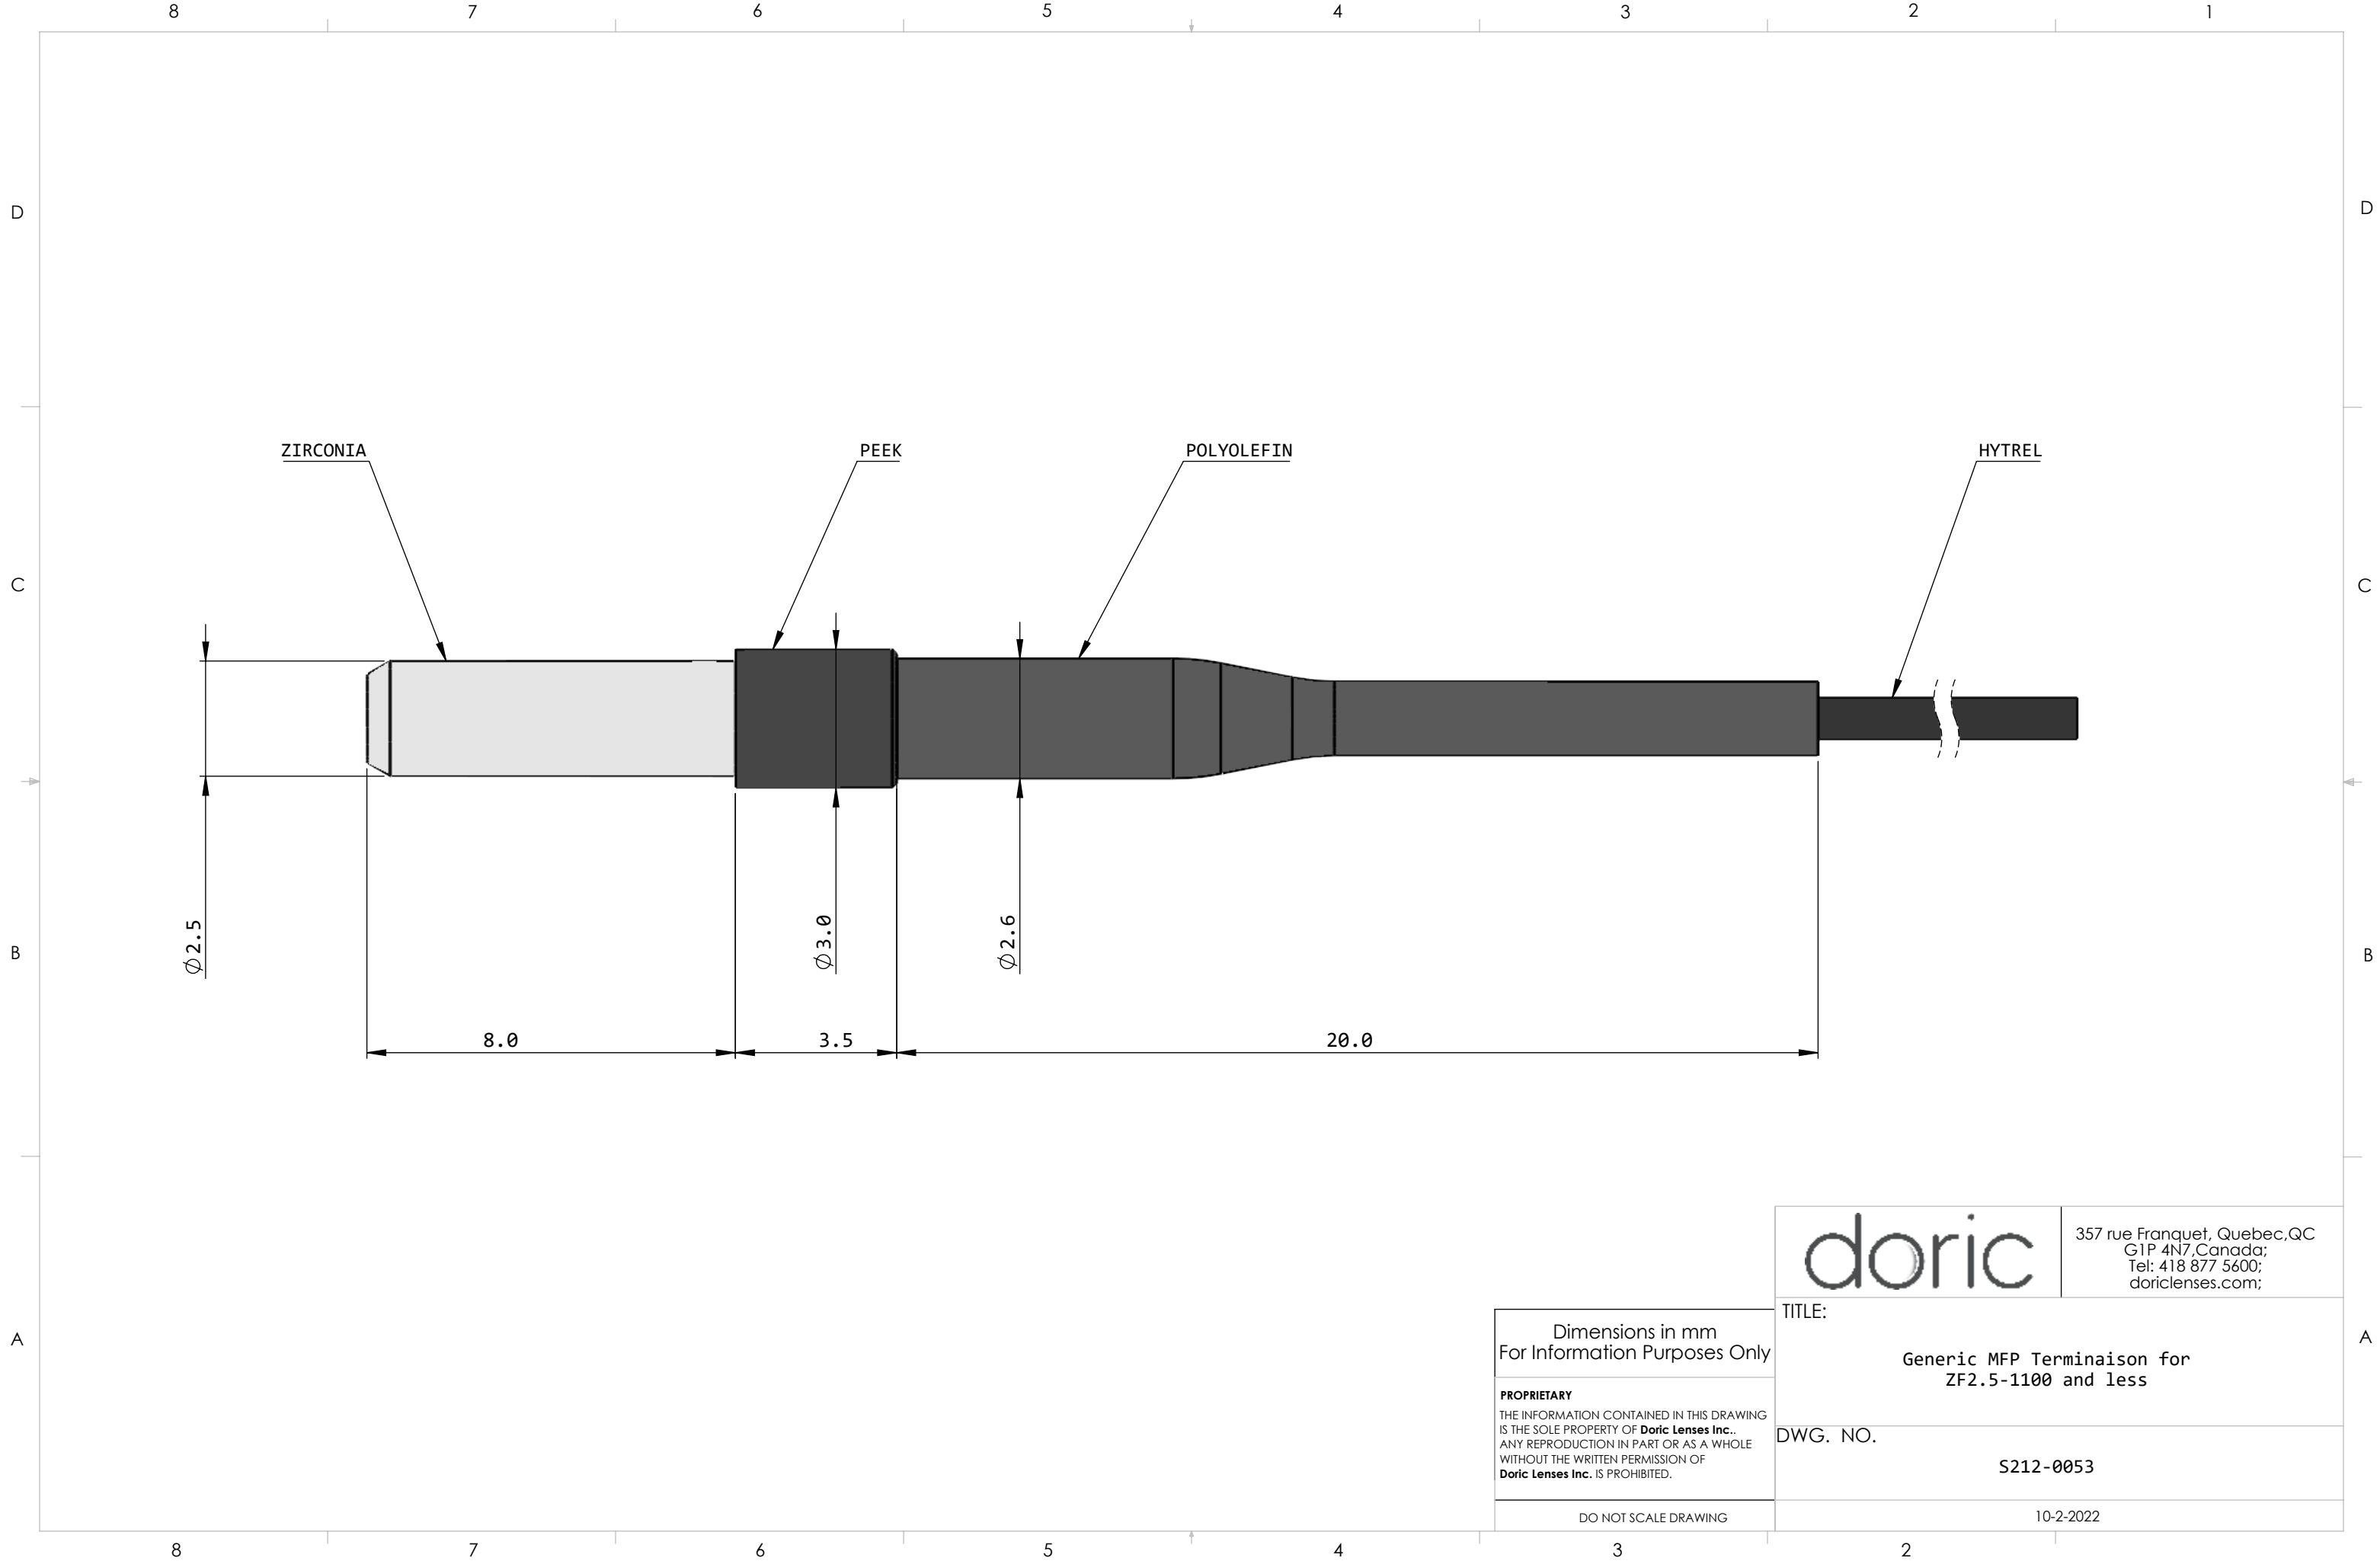 8 7 6 5 4 3 2 1
D D
ZIRCONIA PEEK POLYOLEFIN HYTREL
C C
B B
∅2.5 ∅3.0 ∅2.6
8.0 3.5 20.0
doric
357 rue Franquet, Quebec,QC
G1P 4N7,Canada;
Tel: 418 877 5600;
doriclenses.com;
TITLE:
Generic MFP Terminaison for
ZF2.5-1100 and less
Dimensions in mm
For Information Purposes Only
A A
PROPRIETARY
THE INFORMATION CONTAINED IN THIS DRAWING
IS THE SOLE PROPERTY OF Doric Lenses Inc..
ANY REPRODUCTION IN PART OR AS A WHOLE
WITHOUT THE WRITTEN PERMISSION OF
Doric Lenses Inc. IS PROHIBITED.
DWG. NO.
S212-0053
DO NOT SCALE DRAWING
10-2-2022
8 7 6 5 4 3 2